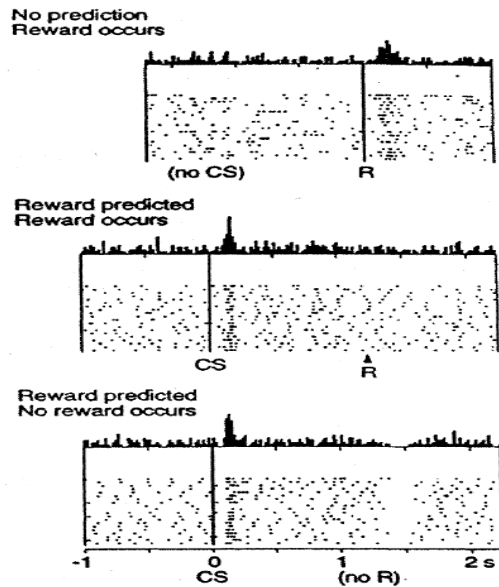 No prediction
Reward occurs
(no CS) R
Reward predicted
Reward occurs
CS
R
Reward predicted
No reward occurs
-1 0 1 2 s
CS (no R)